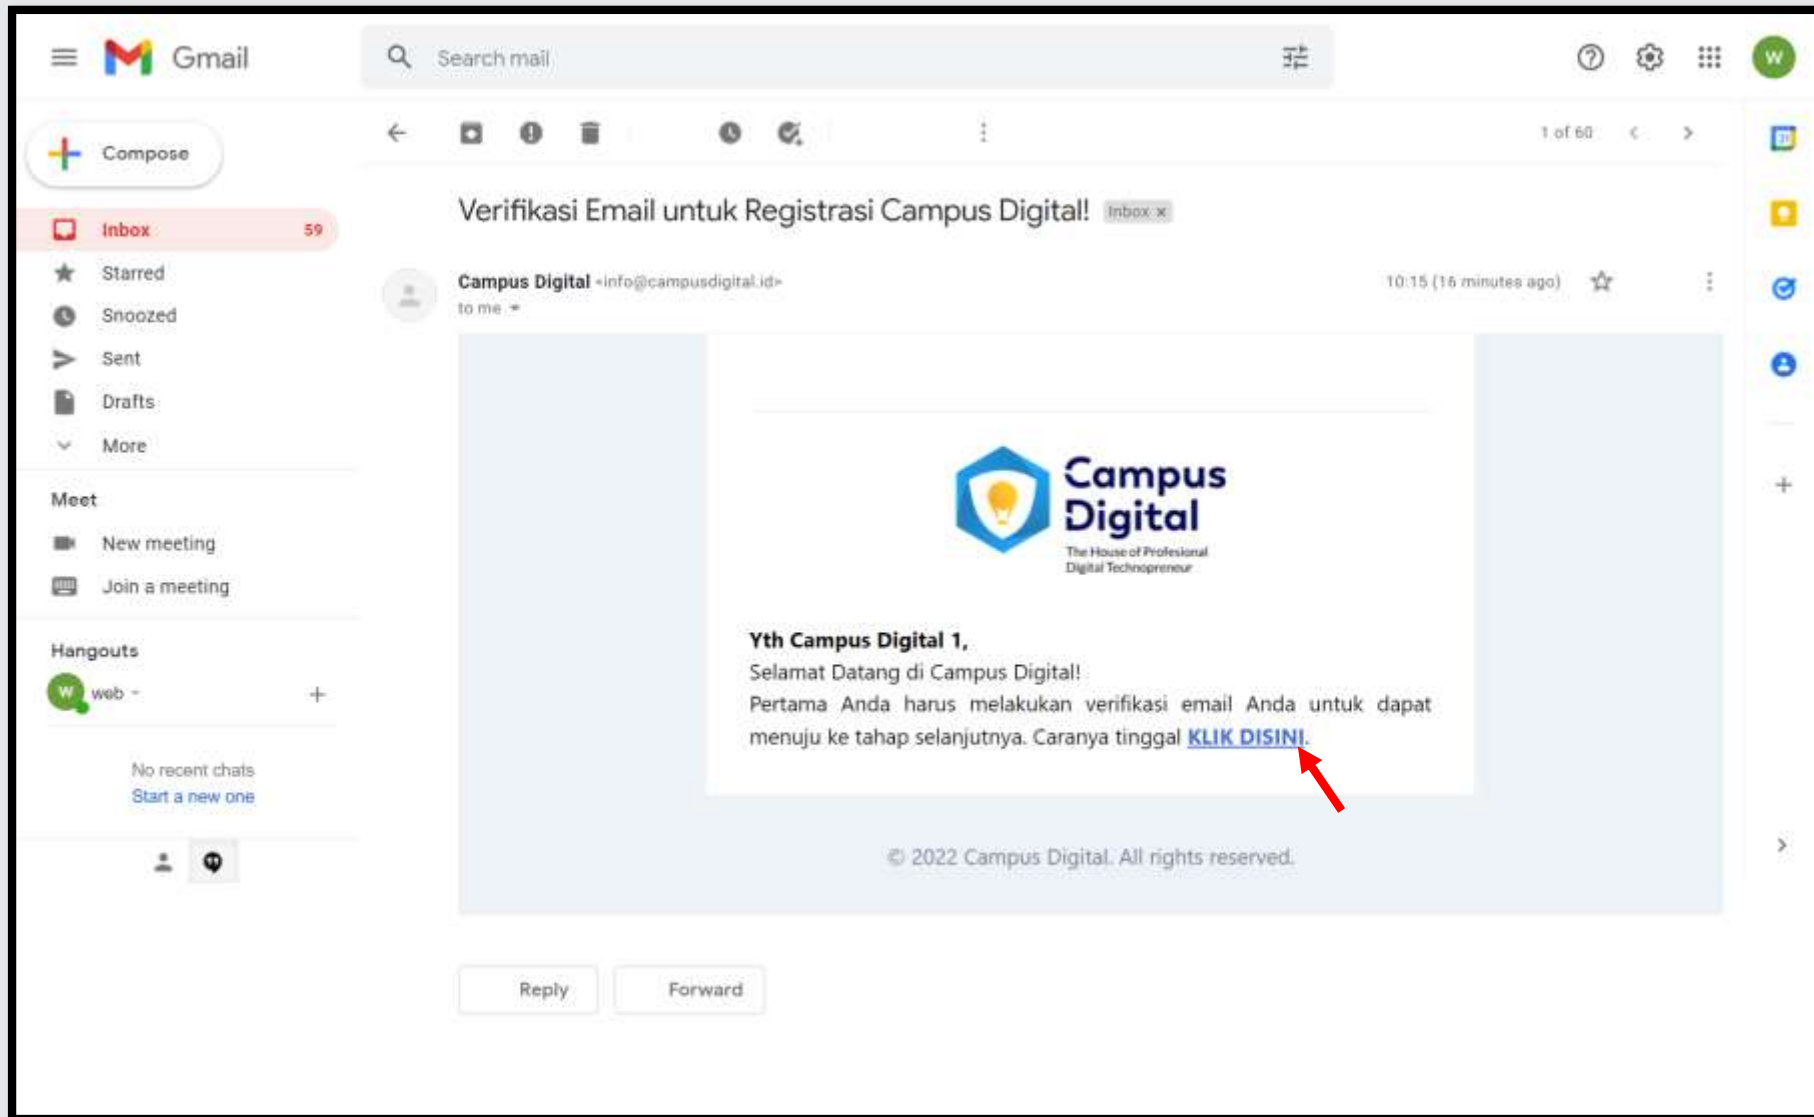 Gmail
Search mail
W
Compose
1 of 60
Inbox 59
Starred
Snoozed
Sent
Drafts
More
Meet
New meeting
Join a meeting
Hangouts
W web
No recent chats
Start a new one
Verifikasi Email untuk Registrasi Campus Digital! Inbox x
Campus Digital <info@campusdigital.id>
10:15 (16 minutes ago)
to me
Campus
Digital
The House of Profesional
Digital Technopreneur
Yth Campus Digital 1,
Selamat Datang di Campus Digital!
Pertama Anda harus melakukan verifikasi email Anda untuk dapat
menuju ke tahap selanjutnya. Caranya tinggal KLIK DISINI.
© 2022 Campus Digital. All rights reserved.
Reply
Forward
31